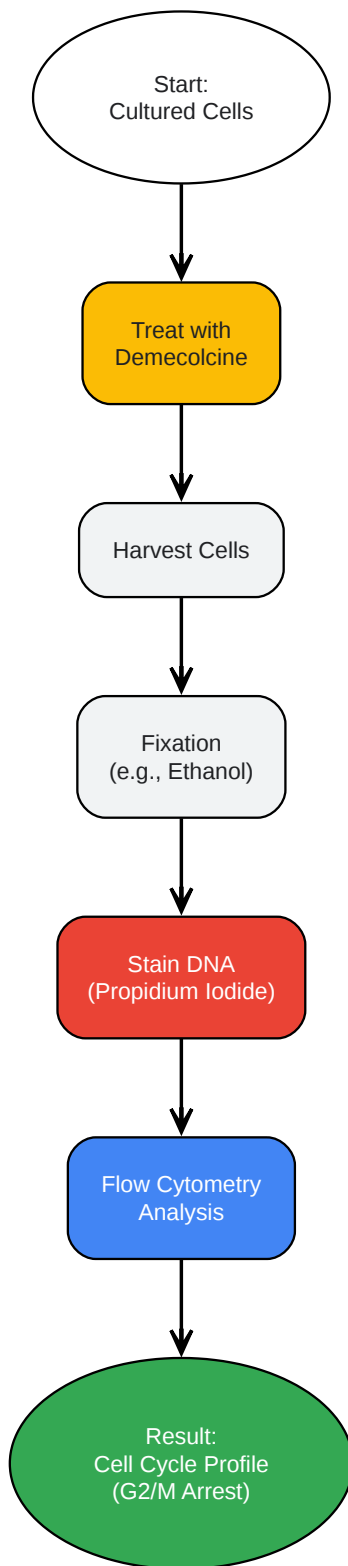 Start:
Cultured Cells
Treat with
Demecolcine
Harvest Cells
Fixation
(e.g., Ethanol)
Stain DNA
(Propidium Iodide)
Flow Cytometry
Analysis
Result:
Cell Cycle Profile
(G2/M Arrest)